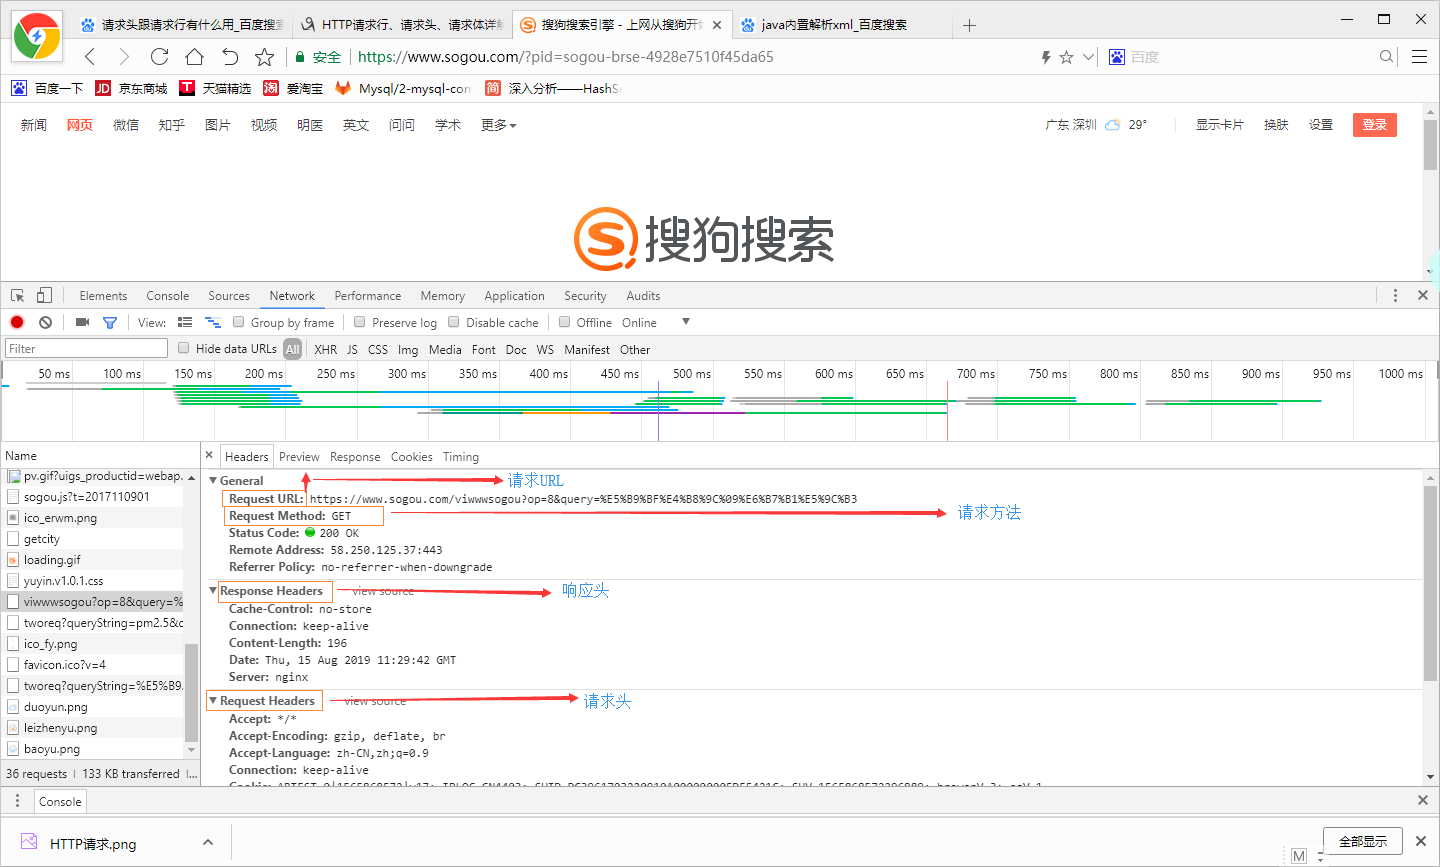 请求头跟请求行有什么用_百度搜索
HTTP请求行、请求头、请求体详解
搜狗搜索引擎 - 上网从搜狗开始
java内置解析xml_百度搜索
安全 https://www.sogou.com/?pid=sogou-brse-4928e7510f45da65
百度
百度一下 京东商城 天猫精选 爱淘宝 Mysql/2-mysql-con 简 深入分析——HashSe
新闻 网页 微信 知乎 图片 视频 明医 英文 问问 学术 更多 广东 深圳 29° 显示卡片 换肤 设置 登录
搜狗搜索
Elements Console Sources Network Performance Memory Application Security Audits
View: Group by frame Preserve log Disable cache Offline Online
Filter Hide data URLs All XHR JS CSS Img Media Font Doc WS Manifest Other
50 ms 100 ms 150 ms 200 ms 250 ms 300 ms 350 ms 400 ms 450 ms 500 ms 550 ms 600 ms 650 ms 700 ms 750 ms 800 ms 850 ms 900 ms 950 ms 1000 ms
Name
pv.gif?uigs_productid=webap.
sogou.js?t=2017110901
ico_erwm.png
getcity
loading.gif
yuyin.v1.0.1.css
viwwwsogou?op=8&query=%
tworeq?queryString=pm2.5&c
ico_fy.png
favicon.ico?v=4
tworeq?queryString=%E5%B9.
duoyun.png
leizhenyu.png
baoyu.png
36 requests | 133 KB transferred |...
Headers Preview Response Cookies Timing
General 请求URL
Request URL: https://www.sogou.com/viwwwsogou?op=8&query=%E5%B9%BF%E4%B8%9C%09%E6%B7%B1%E5%9C%B3
Request Method: GET 请求方法
Status Code: 200 OK
Remote Address: 58.250.125.37:443
Referrer Policy: no-referrer-when-downgrade
Response Headers view source 响应头
Cache-Control: no-store
Connection: keep-alive
Content-Length: 196
Date: Thu, 15 Aug 2019 11:29:42 GMT
Server: nginx
Request Headers view source 请求头
Accept: */*
Accept-Encoding: gzip, deflate, br
Accept-Language: zh-CN,zh;q=0.9
Connection: keep-alive
Console
HTTP请求.png 全部显示
M